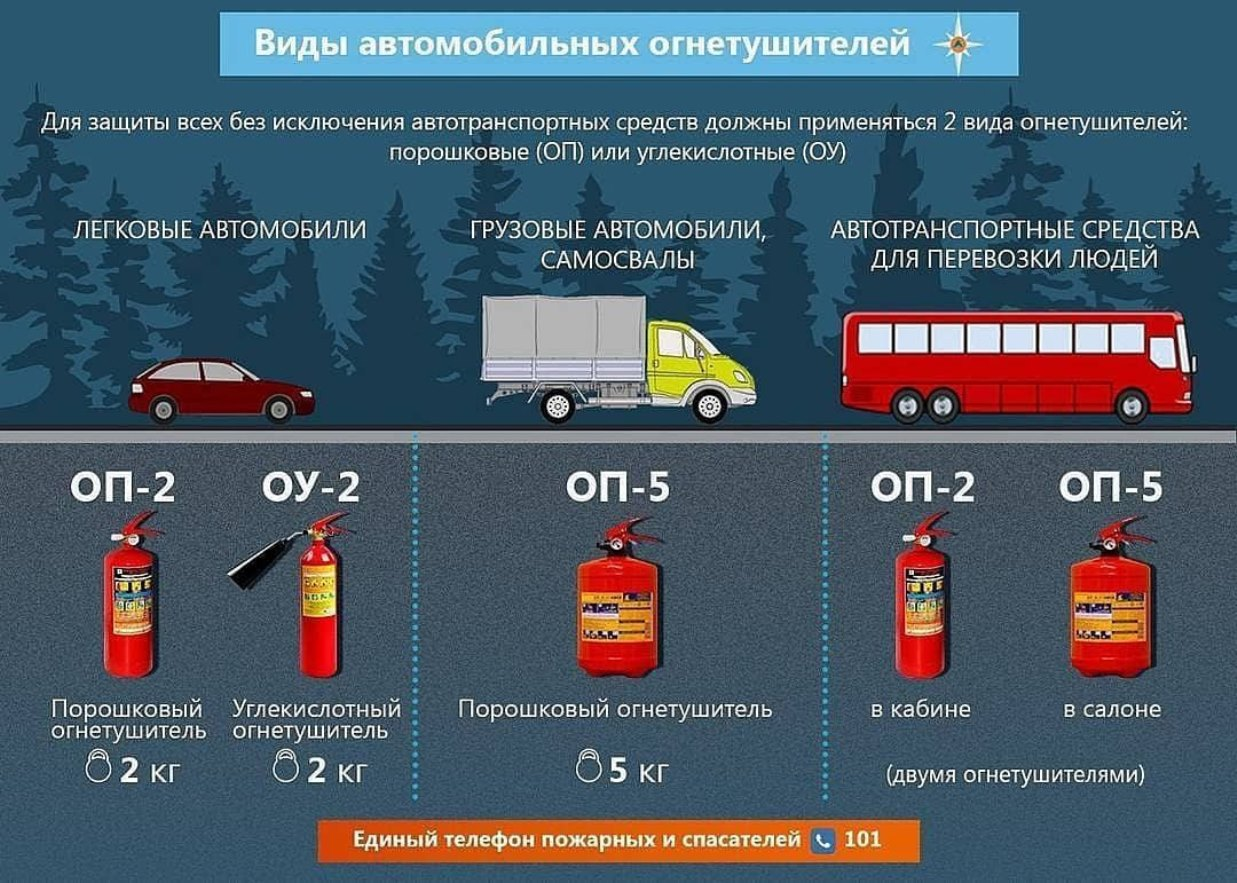 Виды автомобильных огнетушителей
Для защиты всех без исключения автотранспортных средств должны применяться 2 вида огнетушителей:
порошковые (ОП) или углекислотные (ОУ)
ЛЕГКОВЫЕ АВТОМОБИЛИ
ГРУЗОВЫЕ АВТОМОБИЛИ,
САМОСВАЛЫ
АВТОТРАНСПОРТНЫЕ СРЕДСТВА
ДЛЯ ПЕРЕВОЗКИ ЛЮДЕЙ
ОП-2
ОУ-2
ОП-5
ОП-2
ОП-5
Порошковый
огнетушитель
2 кг
Углекислотный
огнетушитель
2 кг
Порошковый огнетушитель
5 кг
в кабине
в салоне
(двумя огнетушителями)
Единый телефон пожарных и спасателей 101